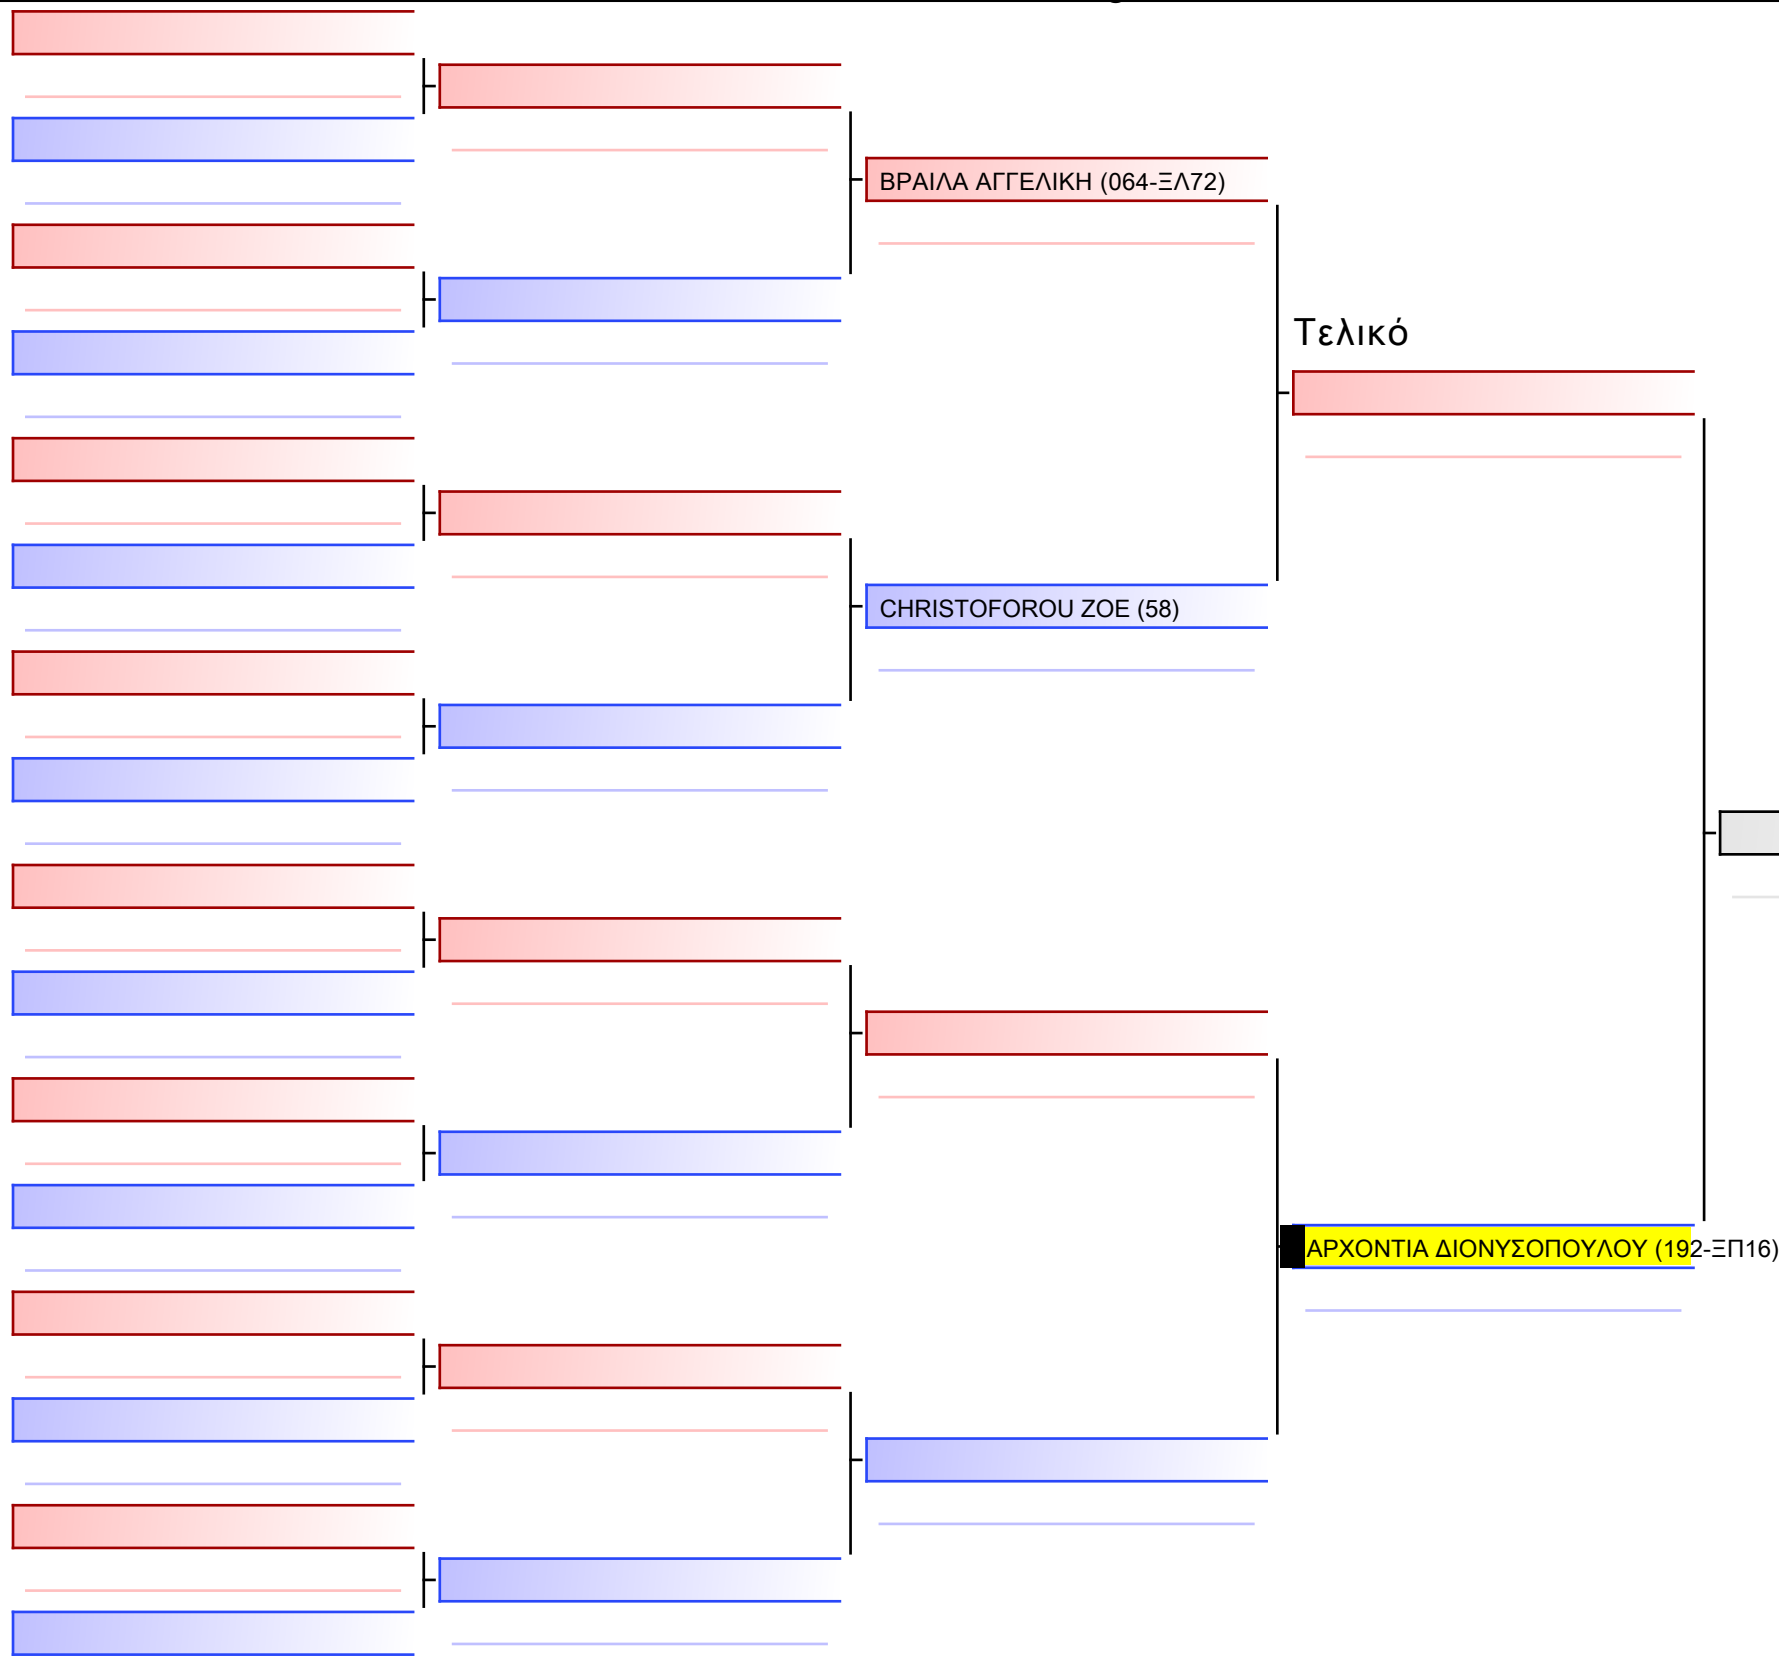 ΒΡΑΙΛΑ ΑΓΓΕΛΙΚΗ (064-ΞΛ72)
Τελικό
CHRISTOFOROU ZOE (58)
ΑΡΧΟΝΤΙΑ ΔΙΟΝΥΣΟΠΟΥΛΟΥ (192-ΞΠ16)